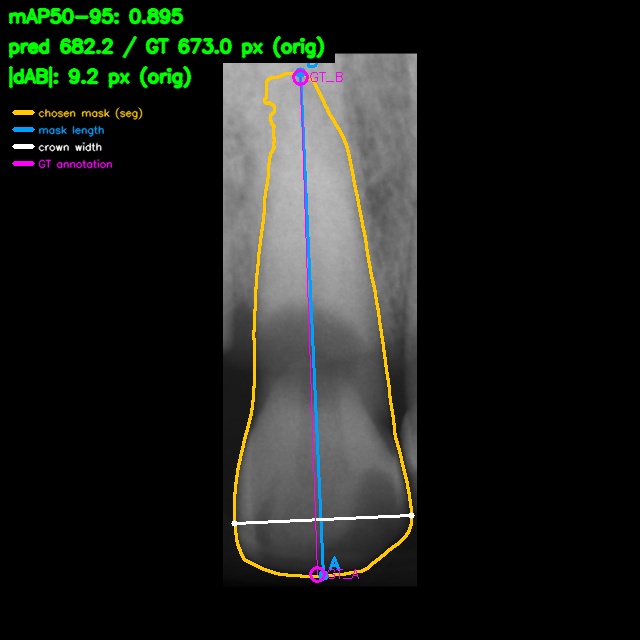 mAP50-95: 0.895
pred 682.2 / GT 673.0 px (orig)
|dAB|: 9.2 px (orig)
chosen mask (seg)
mask length
crown width
GT annotation
GT_B
A
GT_A